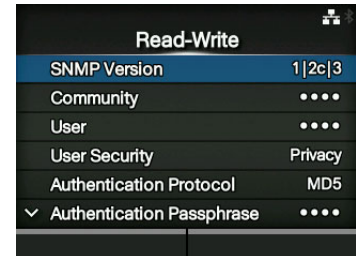 Read-Write
SNMP Version 1|2c|3
Community ••••
User ••••
User Security Privacy
Authentication Protocol MD5
Authentication Passphrase ••••